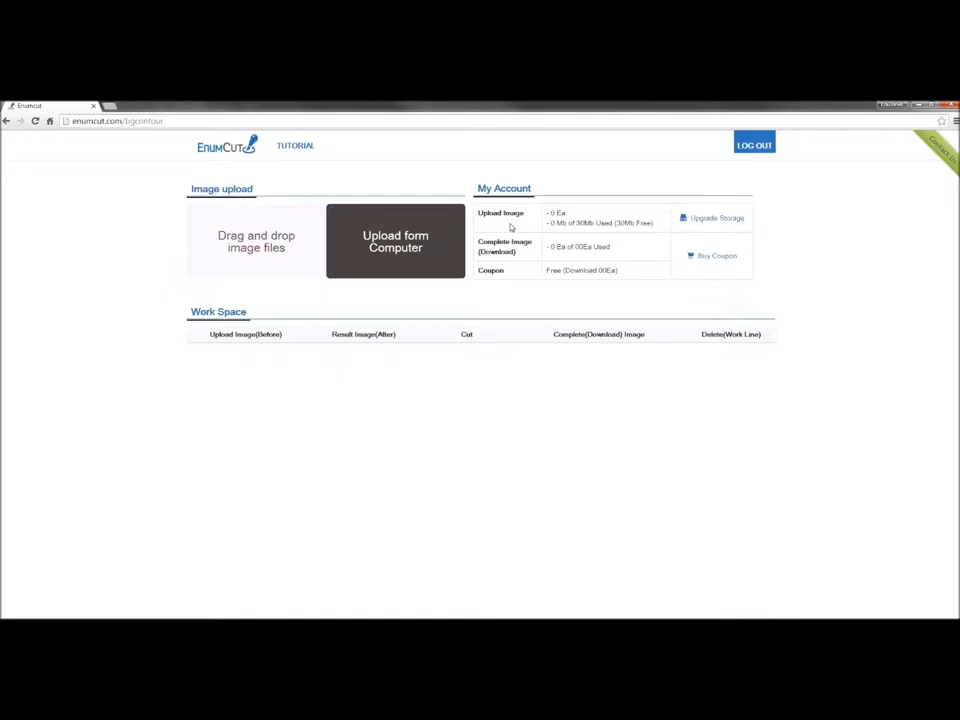 Enumcut
enumcut.com/bgcontour
ENUMCUT
TUTORIAL
LOG OUT
Contact Us
Image upload
Drag and drop
image files
Upload form
Computer
My Account
Upload Image
- 0 Ea
- 0 Mb of 30Mb Used (30Mb Free)
Upgrade Storage
Complete Image
(Download)
- 0 Ea of 00Ea Used
Buy Coupon
Coupon
Free (Download 00Ea)
Work Space
Upload Image(Before) Result Image(After) Cut Complete(Download) Image Delete(Work Line)